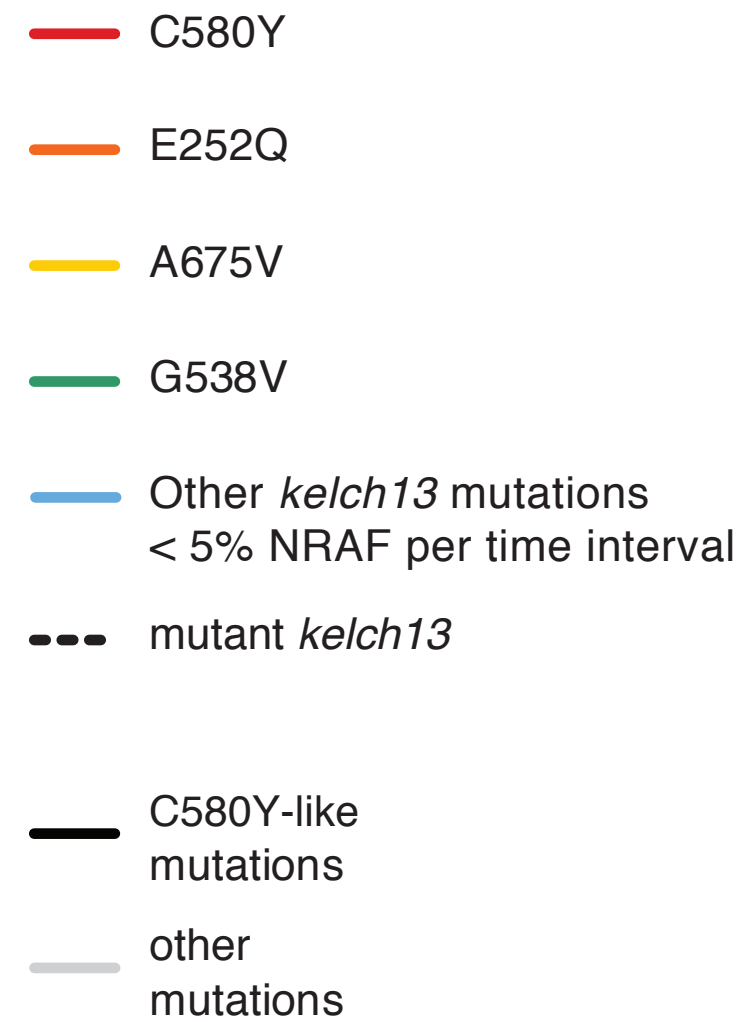 C580Y
E252Q
A675V
G538V
Other kelch13 mutations
< 5% NRAF per time interval
mutant kelch13
C580Y-like
mutations
other
mutations